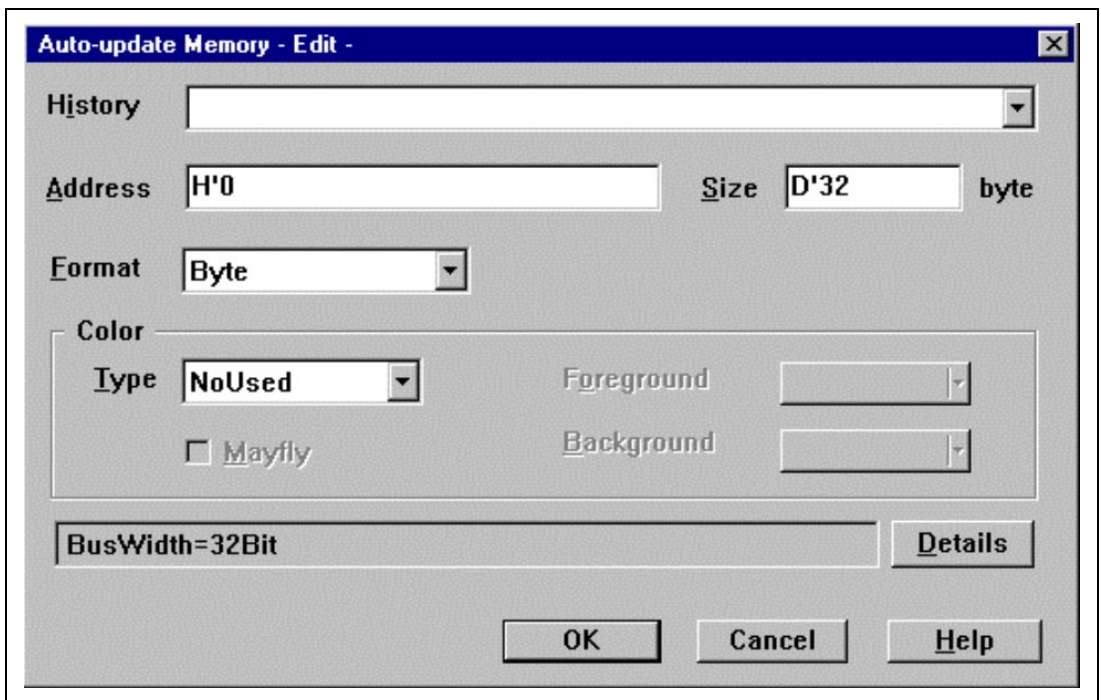 Auto-update Memory - Edit -
History
Address H'0 Size D'32 byte
Format Byte
Color
Type NoUsed Foreground
Mayfly Background
BusWidth=32Bit Details
OK Cancel Help